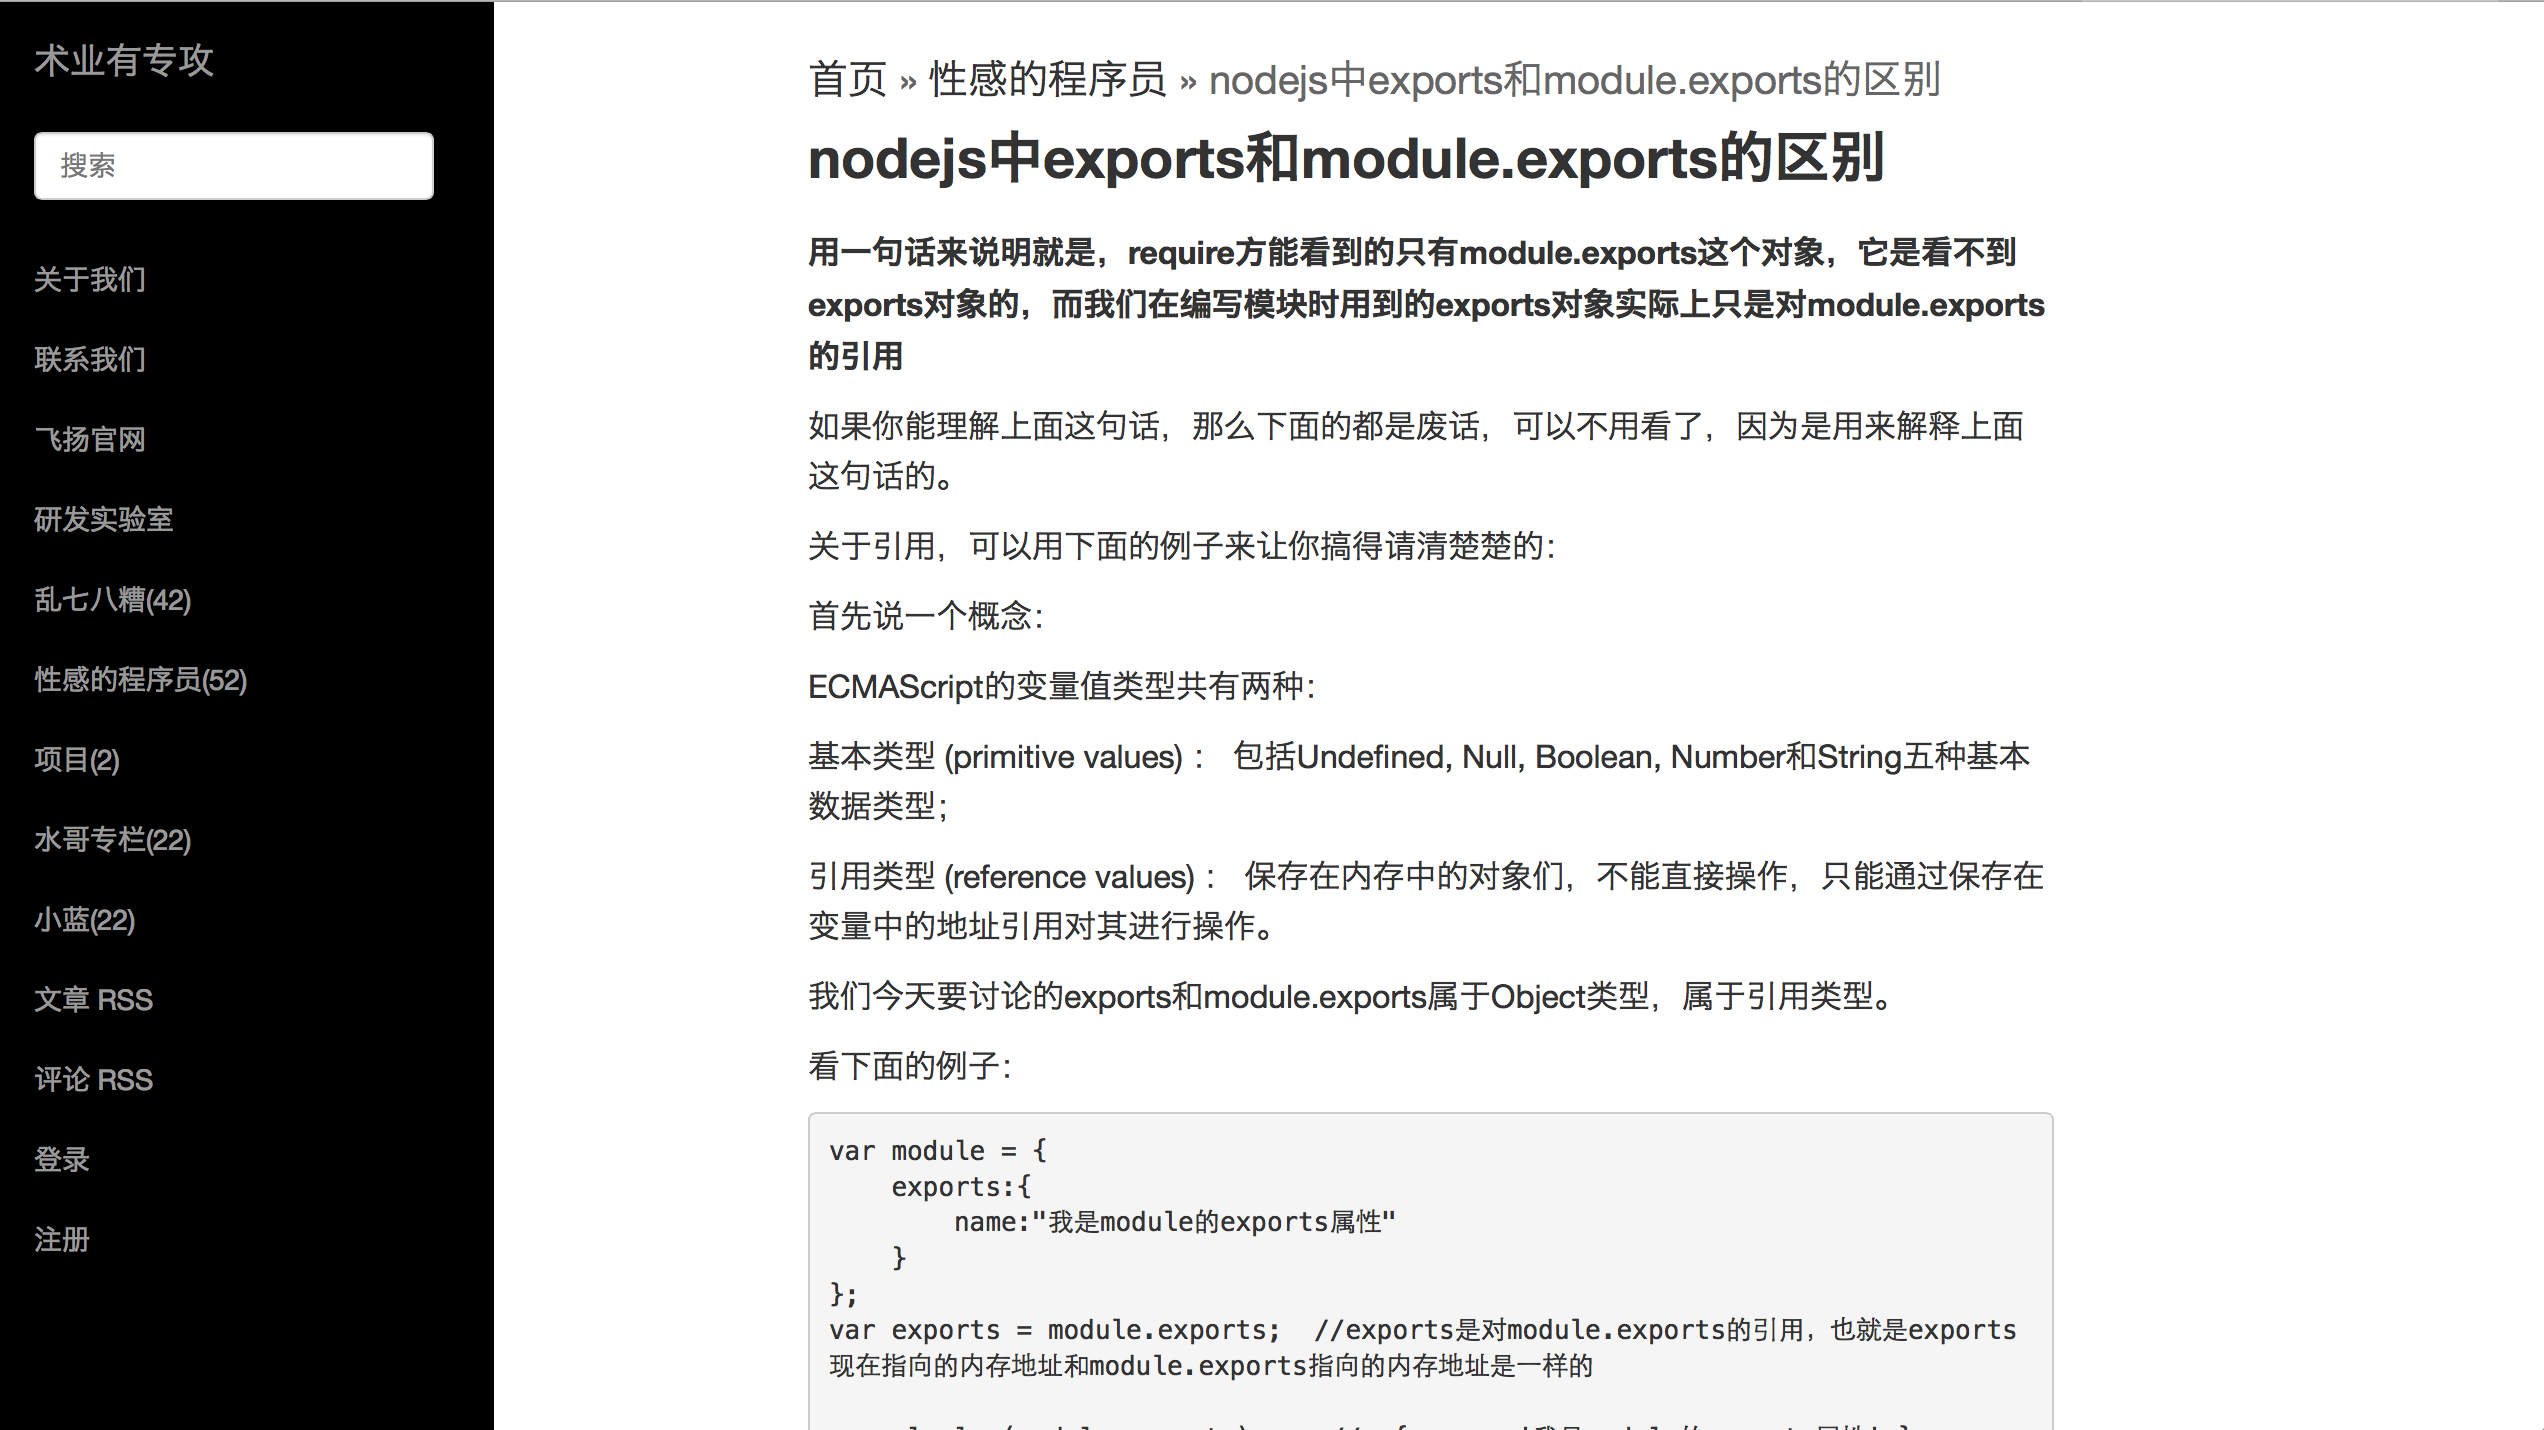 术业有专攻
搜索
关于我们
联系我们
飞扬官网
研发实验室
乱七八糟(42)
性感的程序员(52)
项目(2)
水哥专栏(22)
小蓝(22)
文章 RSS
评论 RSS
登录
注册
首页 » 性感的程序员 » nodejs中exports和module.exports的区别
nodejs中exports和module.exports的区别
用一句话来说明就是，require方能看到的只有module.exports这个对象，它是看不到
exports对象的，而我们在编写模块时用到的exports对象实际上只是对module.exports
的引用
如果你能理解上面这句话，那么下面的都是废话，可以不用看了，因为是用来解释上面
这句话的。
关于引用，可以用下面的例子来让你搞得请清楚楚的：
首先说一个概念：
ECMAScript的变量值类型共有两种：
基本类型 (primitive values) ： 包括Undefined, Null, Boolean, Number和String五种基本
数据类型；
引用类型 (reference values) ： 保存在内存中的对象们，不能直接操作，只能通过保存在
变量中的地址引用对其进行操作。
我们今天要讨论的exports和module.exports属于Object类型，属于引用类型。
看下面的例子：
var module = {
    exports:{
        name:"我是module的exports属性"
    }
};
var exports = module.exports;  //exports是对module.exports的引用，也就是exports
现在指向的内存地址和module.exports指向的内存地址是一样的